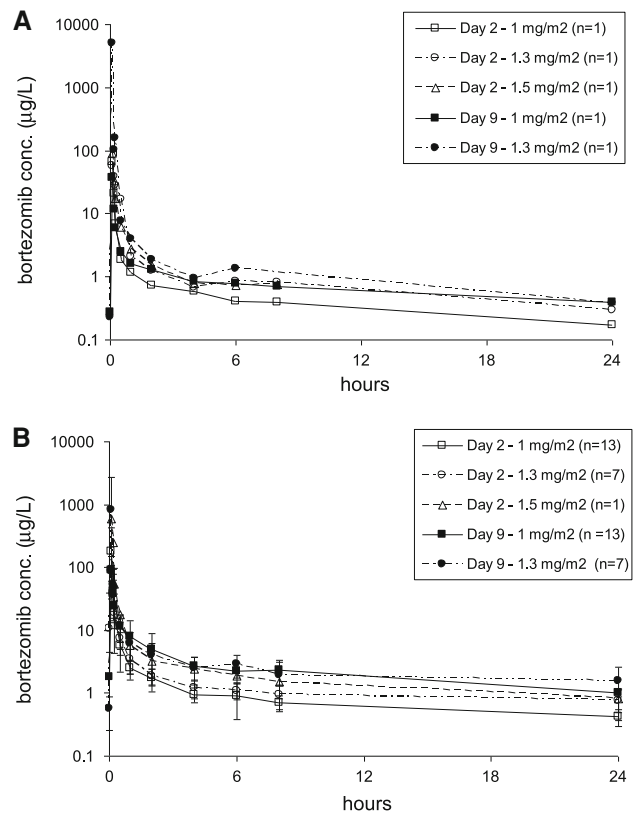 A
bortezomib conc. (µg/L)
10000
1000
100
10
1
0.1
0 6 12 18 24
hours
Day 2 - 1 mg/m2 (n=1)
Day 2 - 1.3 mg/m2 (n=1)
Day 2 - 1.5 mg/m2 (n=1)
Day 9 - 1 mg/m2 (n=1)
Day 9 - 1.3 mg/m2 (n=1)
B
bortezomib conc. (µg/L)
10000
1000
100
10
1
0.1
0 6 12 18 24
hours
Day 2 - 1 mg/m2 (n=13)
Day 2 - 1.3 mg/m2 (n=7)
Day 2 - 1.5 mg/m2 (n=1)
Day 9 - 1 mg/m2 (n =13)
Day 9 - 1.3 mg/m2 (n=7)